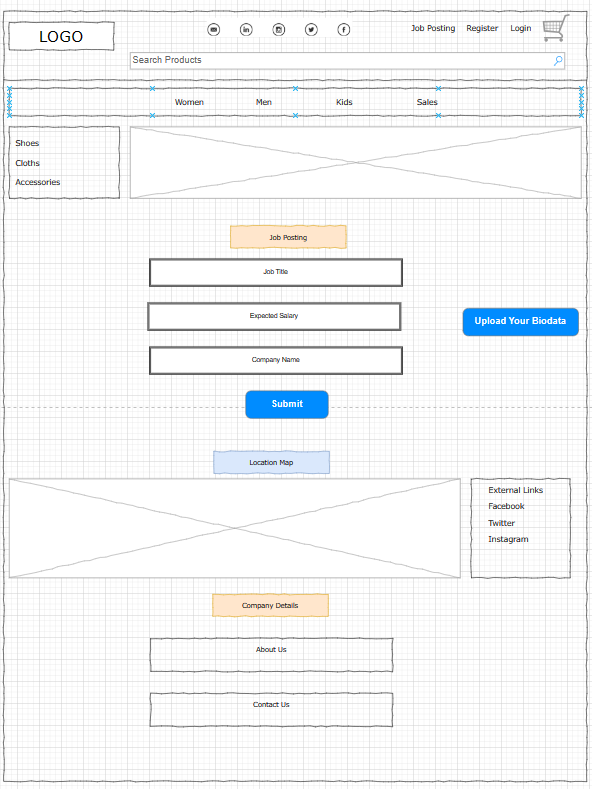 LOGO
Job Posting Register Login
Search Products
Women Men Kids Sales
Shoes
Cloths
Accessories
Job Posting
Job Title
Expected Salary
Upload Your Biodata
Company Name
Submit
Location Map
External Links
Facebook
Twitter
Instagram
Company Details
About Us
Contact Us